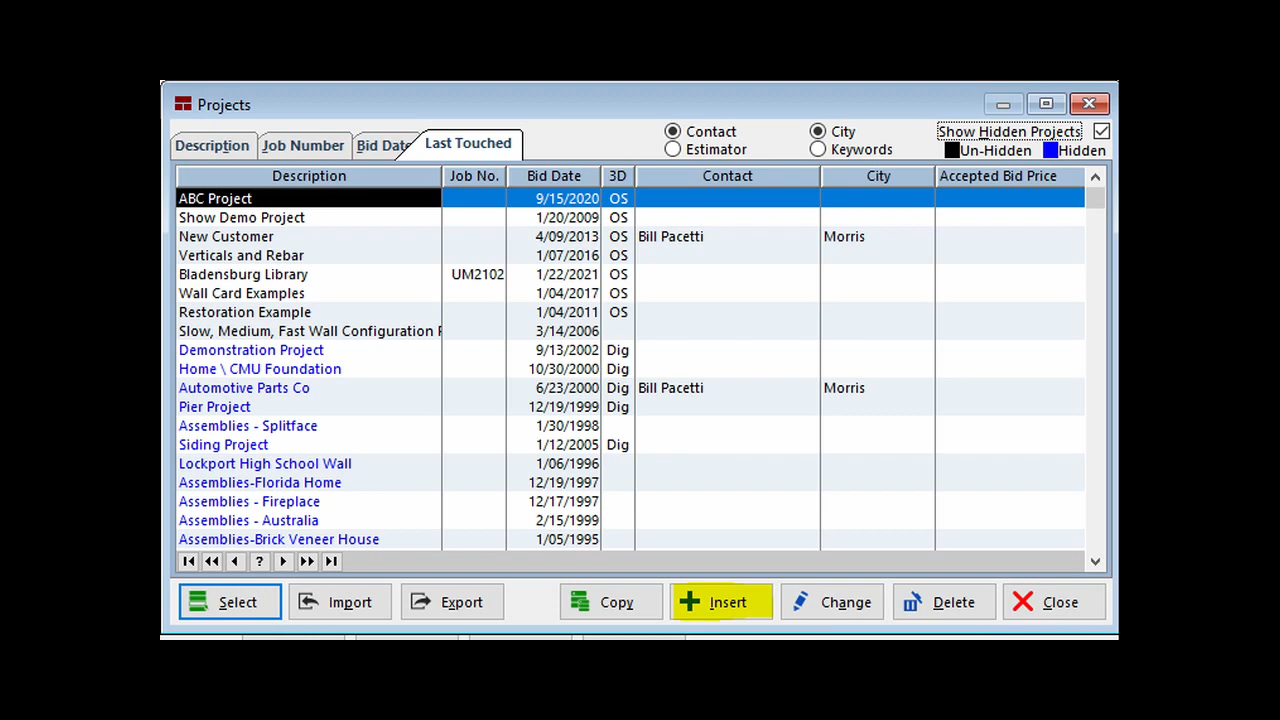 Projects
Description Job Number Bid Date Last Touched
Contact City Show Hidden Projects
Estimator Keywords Un-Hidden Hidden
Description Job No. Bid Date 3D Contact City Accepted Bid Price
ABC Project 9/15/2020 OS
Show Demo Project 1/20/2009 OS
New Customer 4/09/2013 OS Bill Pacetti Morris
Verticals and Rebar 1/07/2016 OS
Bladensburg Library UM2102 1/22/2021 OS
Wall Card Examples 1/04/2017 OS
Restoration Example 1/04/2011 OS
Slow, Medium, Fast Wall Configuration 3/14/2006
Demonstration Project 9/13/2002 Dig
Home \ CMU Foundation 10/30/2000 Dig
Automotive Parts Co 6/23/2000 Dig Bill Pacetti Morris
Pier Project 12/19/1999 Dig
Assemblies - Splitface 1/30/1998
Siding Project 1/12/2005 Dig
Lockport High School Wall 1/06/1996
Assemblies-Florida Home 12/19/1997
Assemblies - Fireplace 12/17/1997
Assemblies - Australia 2/15/1999
Assemblies-Brick Veneer House 1/05/1995
?
Select Import Export Copy Insert Change Delete Close